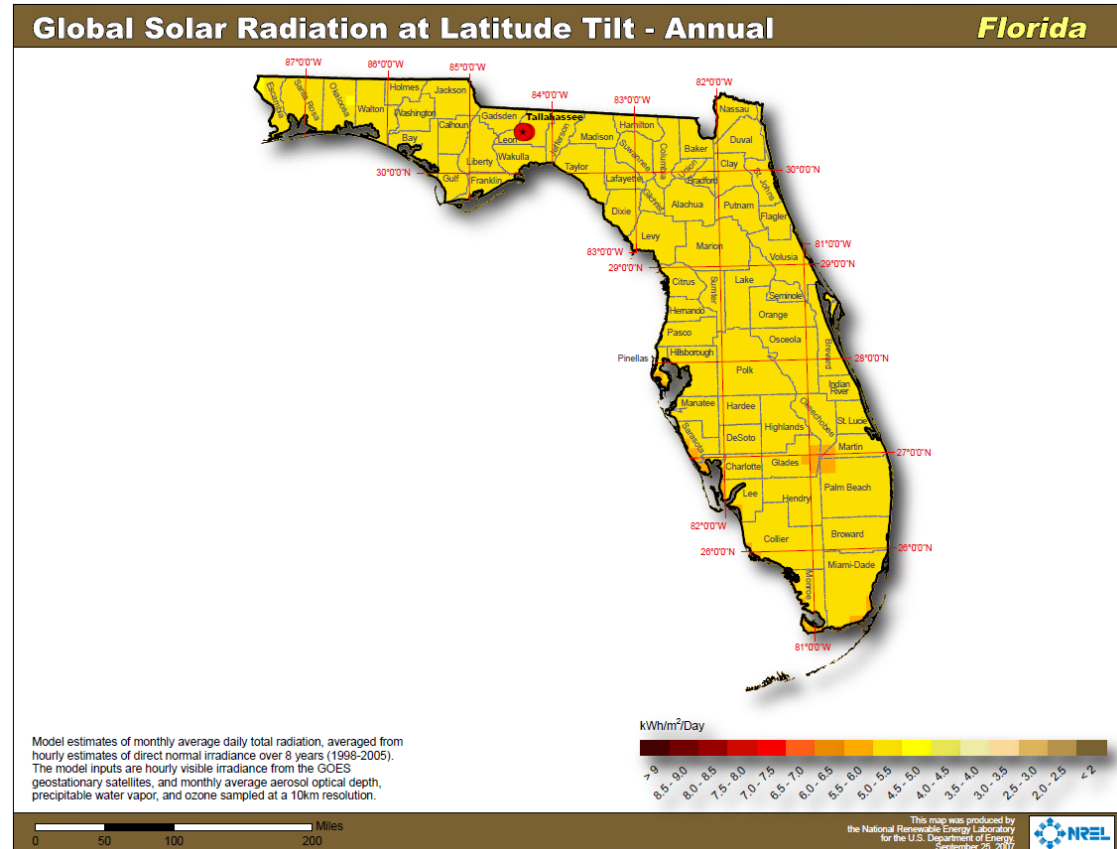 Global Solar Radiation at Latitude Tilt - Annual
Florida
87°0'0"W
86°0'0"W
85°0'0"W
84°0'0"W
83°0'0"W
82°0'0"W
Escambia
Santa Rosa
Okaloosa
Walton
Holmes
Washington
Bay
Jackson
Calhoun
Gulf
Gadsden
Liberty
Franklin
Leon
Tallahassee
Wakulla
Jefferson
Madison
Taylor
Hamilton
Suwannee
Lafayette
Dixie
Columbia
Gilchrist
Levy
Baker
Union
Bradford
Alachua
Nassau
Duval
Clay
St. Johns
Putnam
Flagler
Marion
Volusia
30°0'0"N
30°0'0"N
83°0'0"W
29°0'0"N
81°0'0"W
29°0'0"N
Citrus
Sumter
Lake
Hernando
Seminole
Orange
Pasco
Osceola
Brevard
Pinellas
Hillsborough
Polk
28°0'0"N
Indian
River
Manatee
Hardee
Okeechobee
St. Lucie
Sarasota
DeSoto
Highlands
Martin
27°0'0"N
Charlotte
Glades
Lee
Hendry
Palm Beach
82°0'0"W
Collier
Broward
26°0'0"N
26°0'0"N
Monroe
Miami-Dade
81°0'0"W
kWh/m²/Day
> 9
8.5 - 9.0
8.0 - 8.5
7.5 - 8.0
7.0 - 7.5
6.5 - 7.0
6.0 - 6.5
5.5 - 6.0
5.0 - 5.5
4.5 - 5.0
4.0 - 4.5
3.5 - 4.0
3.0 - 3.5
2.5 - 3.0
2.0 - 2.5
< 2
Model estimates of monthly average daily total radiation, averaged from
hourly estimates of direct normal irradiance over 8 years (1998-2005).
The model inputs are hourly visible irradiance from the GOES
geostationary satellites, and monthly average aerosol optical depth,
precipitable water vapor, and ozone sampled at a 10km resolution.
Miles
0 50 100 200
This map was produced by
the National Renewable Energy Laboratory
for the U.S. Department of Energy.
September 25, 2007
NREL